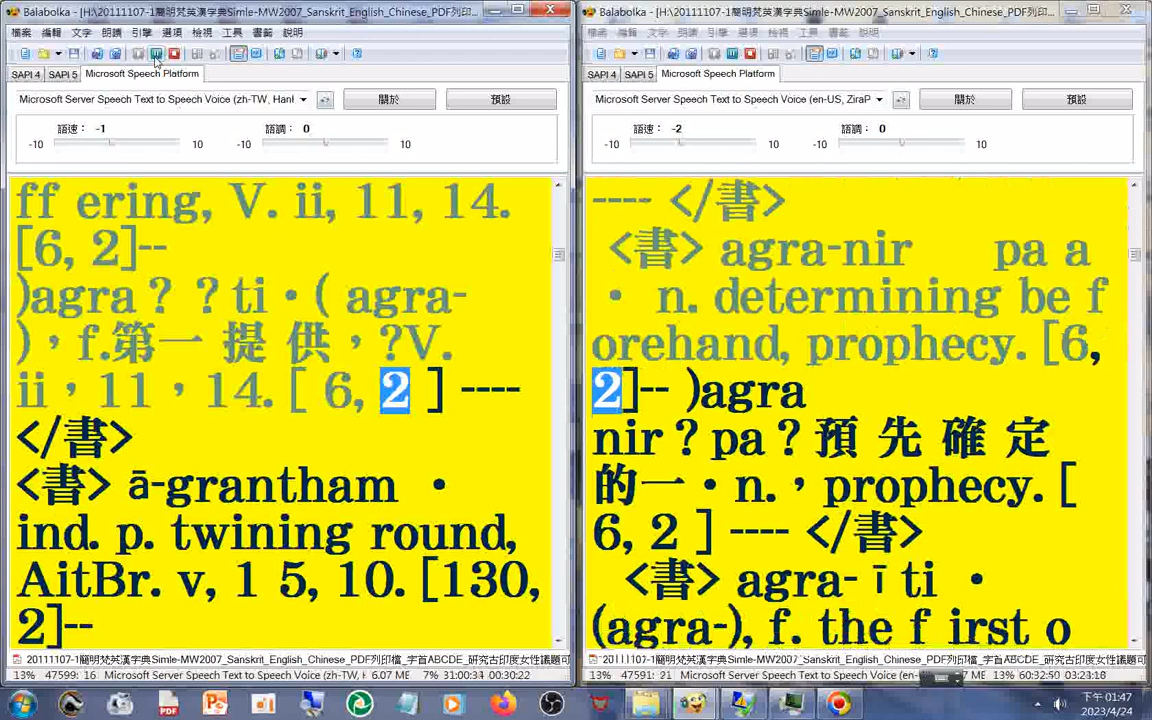 Balabolka - [H:\20111107-1簡明梵英漢字典Simle-MW2007_Sanskrit_English_Chinese_PDF列印...
檔案 編輯 文字 朗讀 引擎 選項 檢視 工具 書籤 說明
SAPI 4 SAPI 5 Microsoft Speech Platform
Microsoft Server Speech Text to Speech Voice (zh-TW, Hanl
關於 預設
語速： -1 語調： 0
-10 10 -10 10
ff ering, V. ii, 11, 14.
[6, 2]--
)agra？？ti・( agra-
)，f.第一 提 供，?V.
ii，11，14. [ 6, 2 ] ----
</書>
<書> ā-grantham ・
ind. p. twining round,
AitBr. v, 1 5, 10. [130,
2]--
20111107-1簡明梵英漢字典Simle-MW2007_Sanskrit_English_Chinese_PDF列印檔_字首ABCDE_研究古印度女性議題可
13% 47599: 16 Microsoft Server Speech Text to Speech Voice (zh-TW, H 6.07 MB 7% 31:00:34 00:30:22
Balabolka - [H:\20111107-1簡明梵英漢字典Simle-MW2007_Sanskrit_English_Chinese_PDF列印...
檔案 編輯 文字 朗讀 引擎 選項 檢視 工具 書籤 說明
SAPI 4 SAPI 5 Microsoft Speech Platform
Microsoft Server Speech Text to Speech Voice (en-US, ZiraP
關於 預設
語速： -2 語調： 0
-10 10 -10 10
---- </書>
<書> agra-nir pa a
・ n. determining be f
orehand, prophecy. [6,
2]-- )agra
nir？pa？預 先 確 定
的一・n.，prophecy. [
6, 2 ] ---- </書>
<書> agra- ī ti ・
(agra-), f. the f irst o
20111107-1簡明梵英漢字典Simle-MW2007_Sanskrit_English_Chinese_PDF列印檔_字首ABCDE_研究古印度女性議題可
13% 47591: 21 Microsoft Server Speech Text to Speech Voice (en-
13% 60:32:50 03:23:18
下午 01:47
2023/4/24